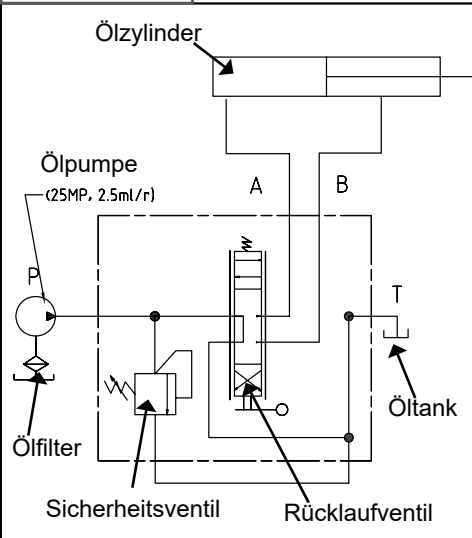 Ölzylinder
Ölpumpe
(25MP, 2.5ml/r)
A
B
P
T
Öltank
Ölfilter
Sicherheitsventil
Rücklaufventil